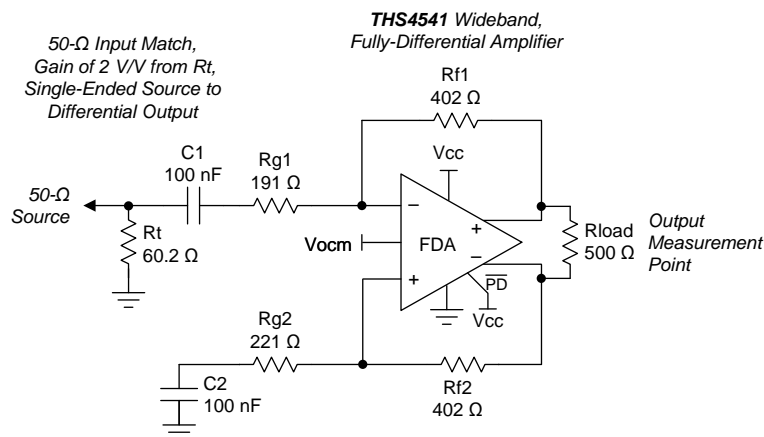 THS4541 Wideband,
Fully-Differential Amplifier
50-Ω Input Match,
Gain of 2 V/V from Rt,
Single-Ended Source to
Differential Output
Rf1
402 Ω
C1
100 nF
Rg1
191 Ω
Vcc
50-Ω
Source
Rt
60.2 Ω
Vocm
−
+
FDA
+
−
PD
Vcc
Rload
500 Ω
Output
Measurement
Point
Rg2
221 Ω
C2
100 nF
Rf2
402 Ω